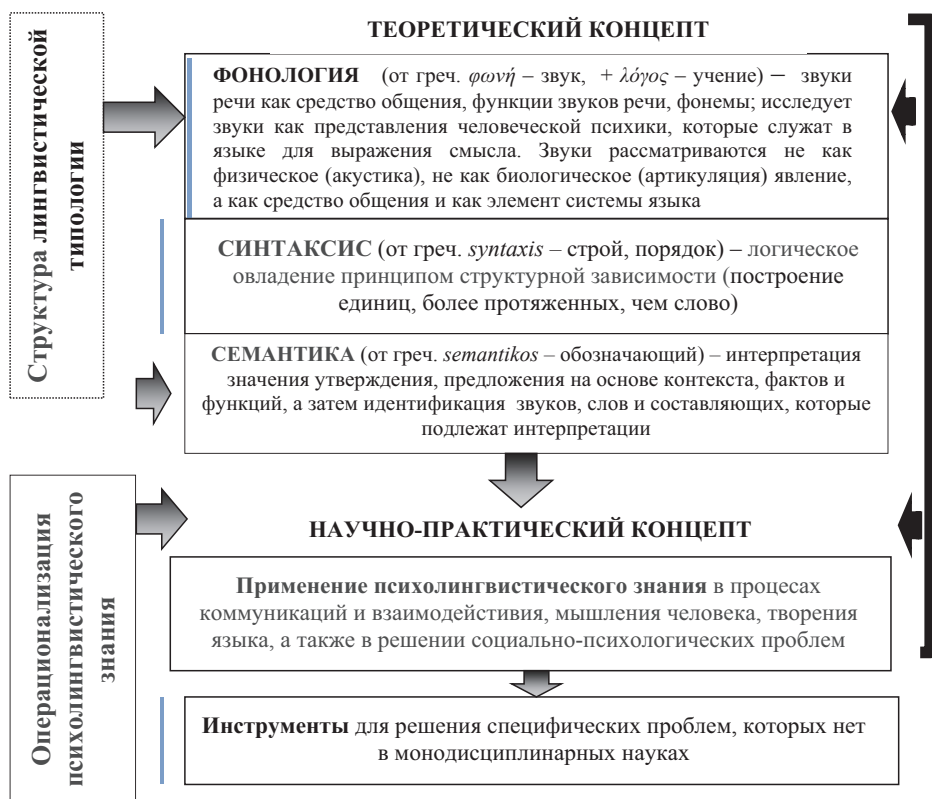 Структура лингвистической
типологии
ТЕОРЕТИЧЕСКИЙ КОНЦЕПТ
ФОНОЛОГИЯ (от греч. φωνή – звук, + λόγος – учение) – звуки
речи как средство общения, функции звуков речи, фонемы; исследует
звуки как представления человеческой психики, которые служат в
языке для выражения смысла. Звуки рассматриваются не как
физическое (акустика), не как биологическое (артикуляция) явление,
а как средство общения и как элемент системы языка
СИНТАКСИС (от греч. syntaxis – строй, порядок) – логическое
овладение принципом структурной зависимости (построение
единиц, более протяженных, чем слово)
СЕМАНТИКА (от греч. semantikos – обозначающий) – интерпретация
значения утверждения, предложения на основе контекста, фактов и
функций, а затем идентификация звуков, слов и составляющих, которые
подлежат интерпретации
Операционализация
психолингвистического
знания
НАУЧНО-ПРАКТИЧЕСКИЙ КОНЦЕПТ
Применение психолингвистического знания в процесах
коммуникаций и взаимодействия, мышления человека, творения
языка, а также в решении социально-психологических проблем
Инструменты для решения специфических проблем, которых нет
в монодисциплинарных науках